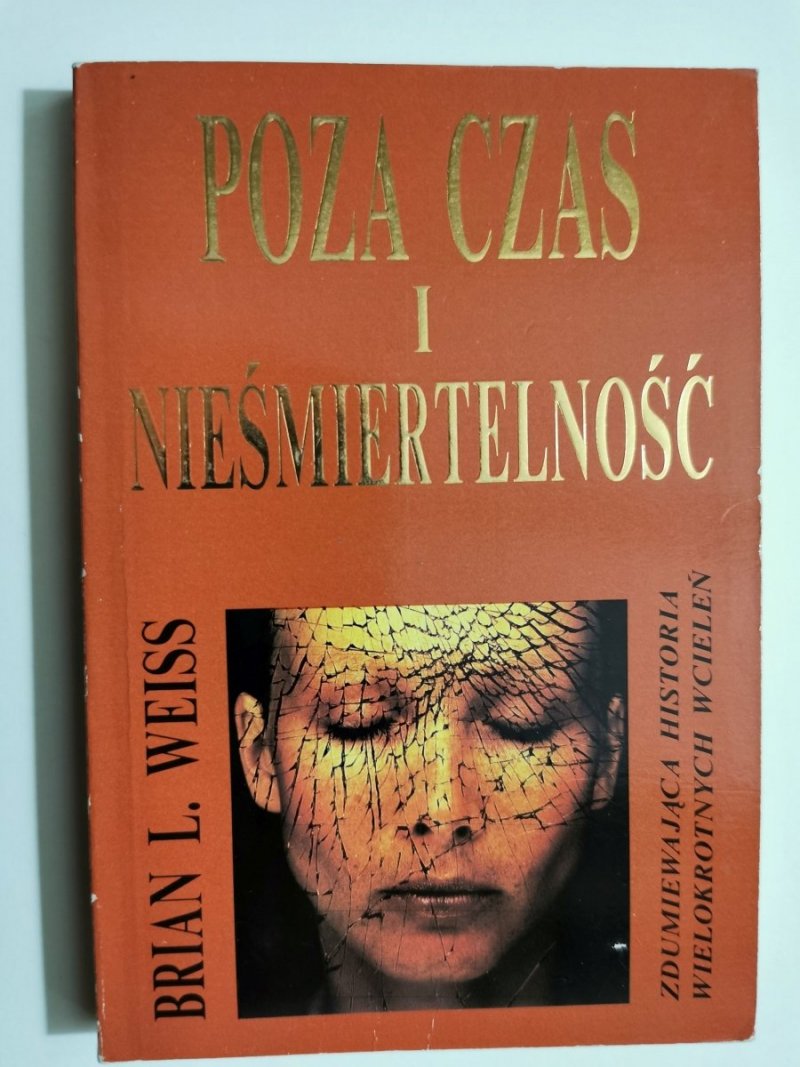 POZA CZAS
I
NIEŚMIERTELNOŚĆ
BRIAN L. WEISS
ZDUMIEWAJĄCA HISTORIA
WIELOKROTNYCH WCIELEŃ